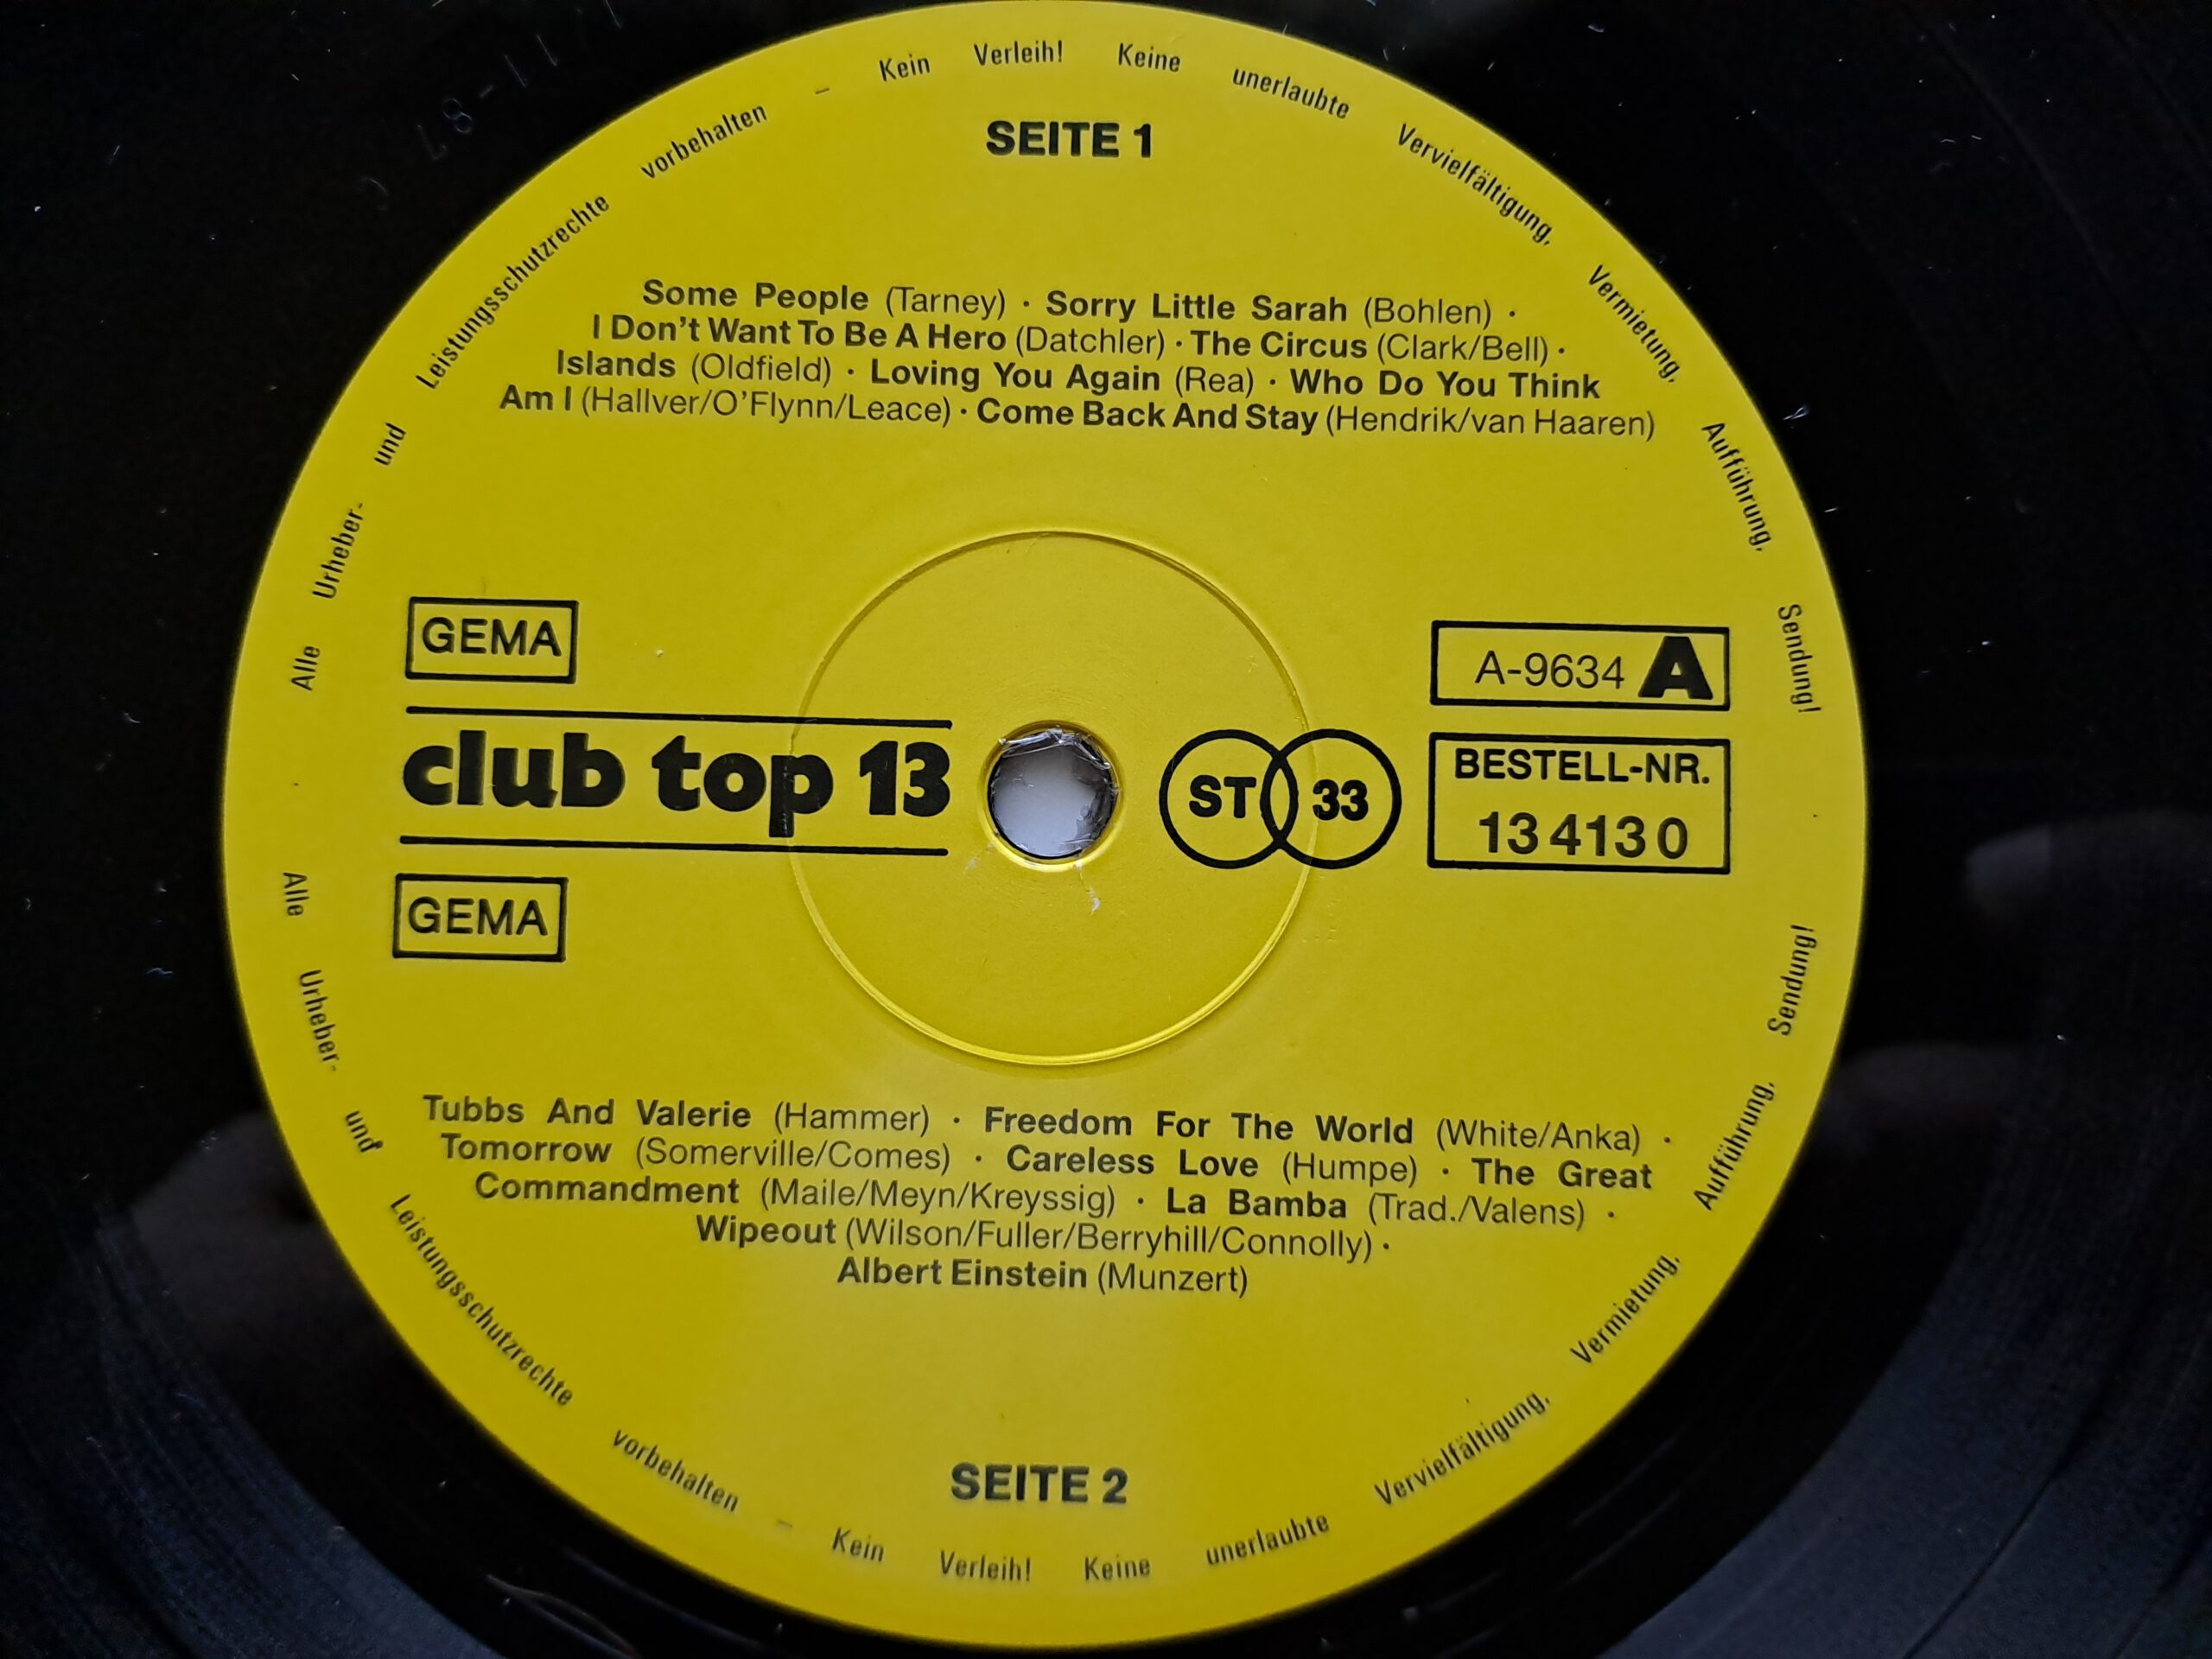 11-87
Alle Urheber- und Leistungsschutzrechte vorbehalten – Kein Verleih! Keine unerlaubte Vervielfältigung, Vermietung, Aufführung, Sendung!
SEITE 1
Some People (Tarney) · Sorry Little Sarah (Bohlen) ·
I Don't Want To Be A Hero (Datchler) · The Circus (Clark/Bell) ·
Islands (Oldfield) · Loving You Again (Rea) · Who Do You Think
Am I (Hallver/O'Flynn/Leace) · Come Back And Stay (Hendrik/van Haaren)
GEMA
A-9634 A
club top 13
ST 33
BESTELL-NR.
13 413 0
GEMA
Tubbs And Valerie (Hammer) · Freedom For The World (White/Anka) ·
Tomorrow (Somerville/Comes) · Careless Love (Humpe) · The Great
Commandment (Maile/Meyn/Kreyssig) · La Bamba (Trad./Valens) ·
Wipeout (Wilson/Fuller/Berryhill/Connolly) ·
Albert Einstein (Munzert)
SEITE 2
Alle Urheber- und Leistungsschutzrechte vorbehalten – Kein Verleih! Keine unerlaubte Vervielfältigung, Vermietung, Aufführung, Sendung!